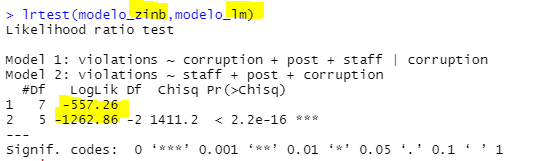 > lrtest(modelo_zinb,modelo_lm)
Likelihood ratio test

Model 1: violations ~ corruption + post + staff | corruption
Model 2: violations ~ staff + post + corruption
#Df LogLik Df Chisq Pr(>Chisq)
1 7 -557.26
2 5 -1262.86 -2 1411.2 < 2.2e-16 ***
---
signif. codes: 0 ‘***’ 0.001 ‘**’ 0.01 ‘*’ 0.05 ‘.’ 0.1 ‘ ’ 1